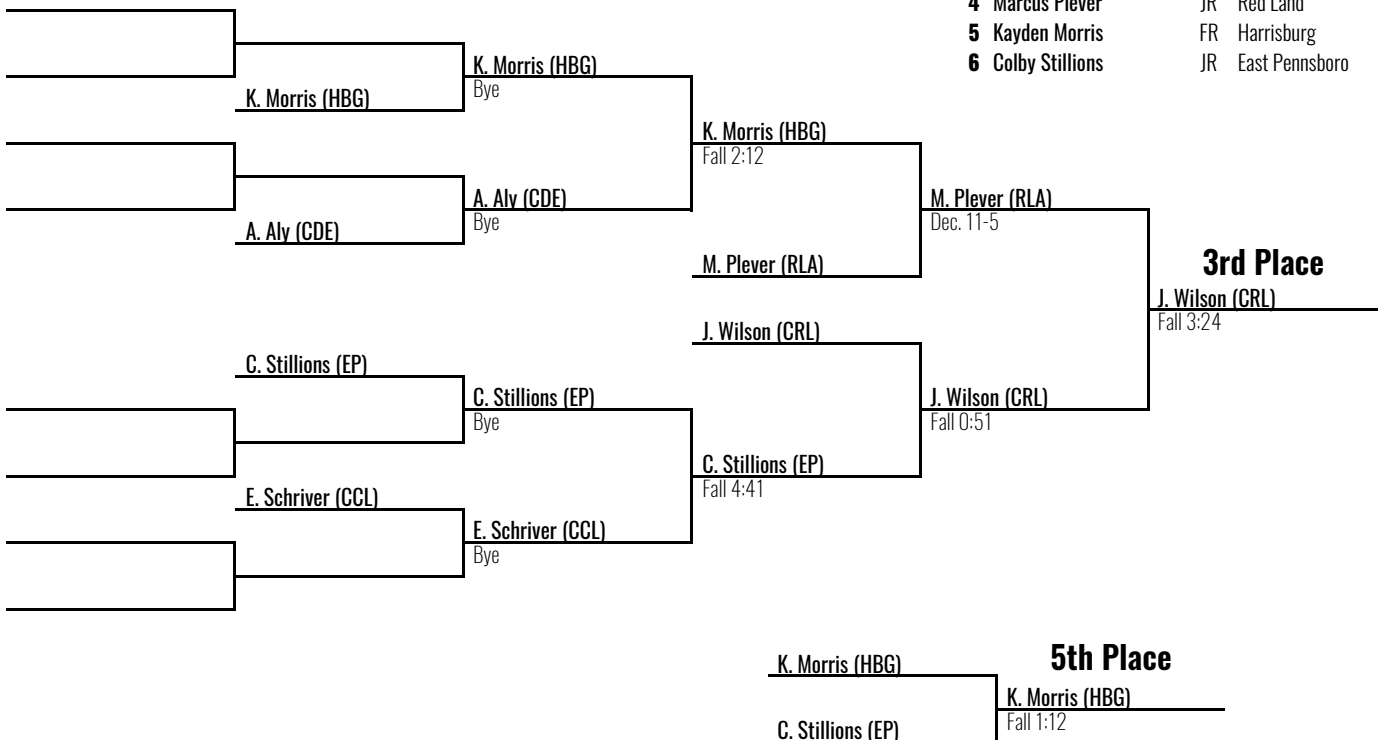 4 Marcus Plever JR Red Land
5 Kayden Morris FR Harrisburg
6 Colby Stillions JR East Pennsboro
K. Morris (HBG)
Bye
K. Morris (HBG)
K. Morris (HBG)
Fall 2:12
A. Aly (CDE)
Bye
A. Aly (CDE)
M. Plever (RLA)
Dec. 11-5
M. Plever (RLA)
3rd Place
J. Wilson (CRL)
Fall 3:24
J. Wilson (CRL)
C. Stillions (EP)
C. Stillions (EP)
Bye
J. Wilson (CRL)
Fall 0:51
C. Stillions (EP)
Fall 4:41
E. Schriver (CCL)
E. Schriver (CCL)
Bye
5th Place
K. Morris (HBG)
K. Morris (HBG)
Fall 1:12
C. Stillions (EP)